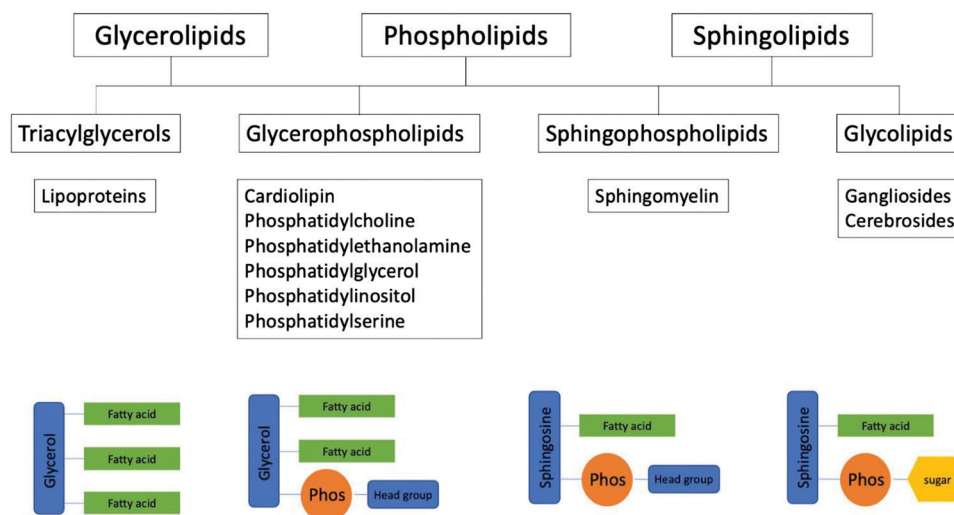 Glycerolipids
Phospholipids
Sphingolipids
Triacylglycerols
Glycerophospholipids
Sphingophospholipids
Glycolipids
Lipoproteins
Cardiolipin
Phosphatidylcholine
Phosphatidylethanolamine
Phosphatidylglycerol
Phosphatidylinositol
Phosphatidylserine
Sphingomyelin
Gangliosides
Cerebrosides
Glycerol
Fatty acid
Fatty acid
Fatty acid
Glycerol
Fatty acid
Fatty acid
Phos
Head group
Sphingosine
Fatty acid
Phos
Head group
Sphingosine
Fatty acid
Phos
sugar